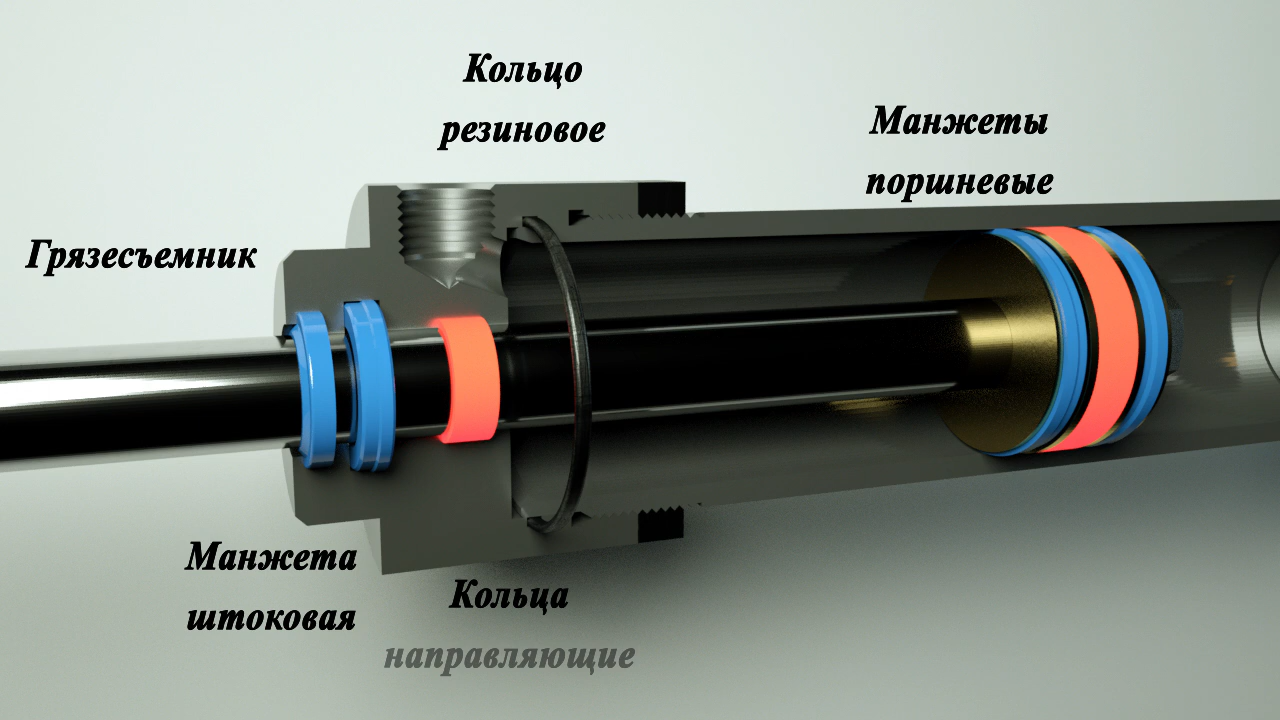 Кольцо
резиновое
Манжеты
поршневые
Грязесъемник
Манжета
штоковая
Кольца
направляющие